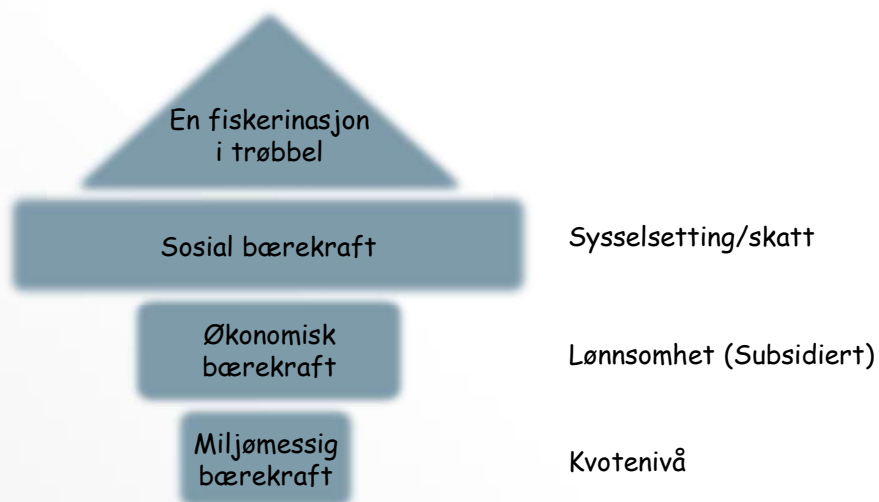 En fiskerinasjon
i trøbbel
Sosial bærekraft
Sysselsetting/skatt
Økonomisk
bærekraft
Lønnsomhet (Subsidiert)
Miljømessig
bærekraft
Kvotenivå